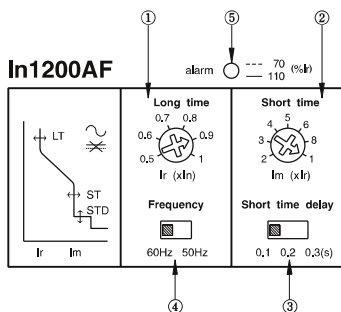 ① ⑤ ②
alarm --- 70 (%Ir)
— 110
In1200AF
Long time
0.5 0.6 0.7 0.8 0.9 1
Ir (xIn)
Short time
2 3 4 5 6 8 1
Im (xIr)
LT
ST
STD
Ir Im
Frequency
60Hz 50Hz
Short time delay
0.1 0.2 0.3(s)
④ ③